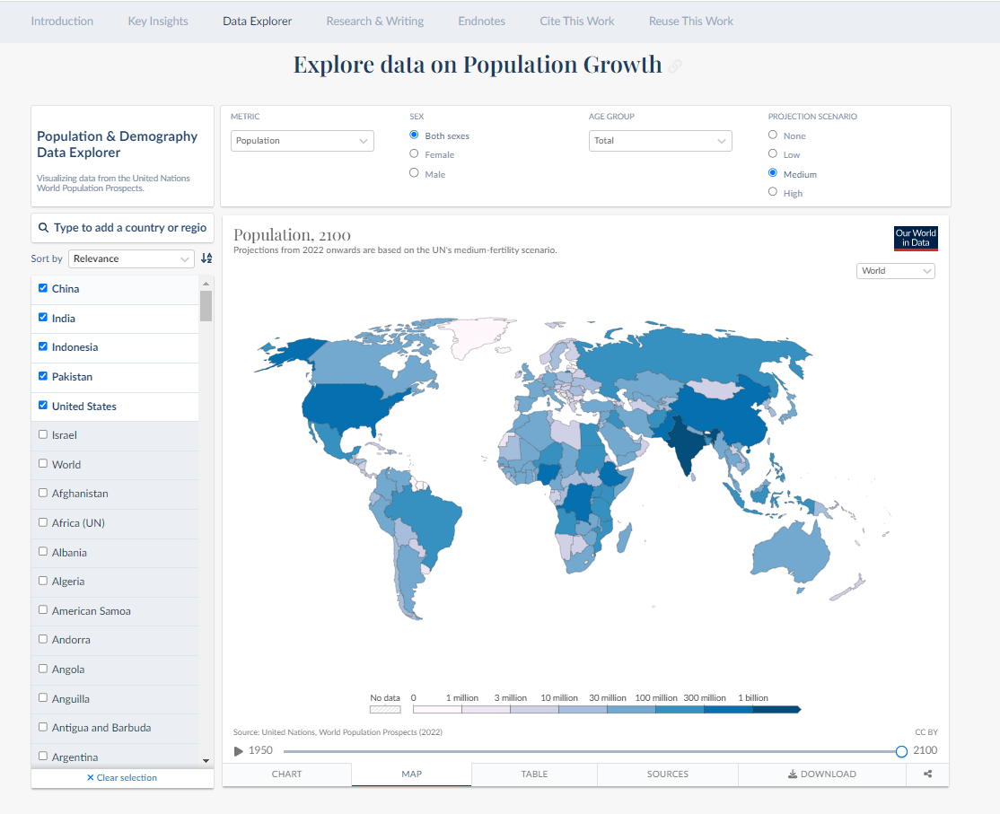 Introduction
Key Insights
Data Explorer
Research & Writing
Endnotes
Cite This Work
Reuse This Work
Explore data on Population Growth
Population & Demography
Data Explorer
Visualizing data from the United Nations
World Population Prospects.
METRIC
Population
SEX
Both sexes
Female
Male
AGE GROUP
Total
PROJECTION SCENARIO
None
Low
Medium
High
Type to add a country or regio
Sort by
Relevance
China
India
Indonesia
Pakistan
United States
Israel
World
Afghanistan
Africa (UN)
Albania
Algeria
American Samoa
Andorra
Angola
Anguilla
Antigua and Barbuda
Argentina
✕ Clear selection
Population, 2100
Projections from 2022 onwards are based on the UN's medium-fertility scenario.
Our World
in Data
World
No data
0
1 million
3 million
10 million
30 million
100 million
300 million
1 billion
Source: United Nations, World Population Prospects (2022)
CC BY
1950
2100
CHART
MAP
TABLE
SOURCES
DOWNLOAD